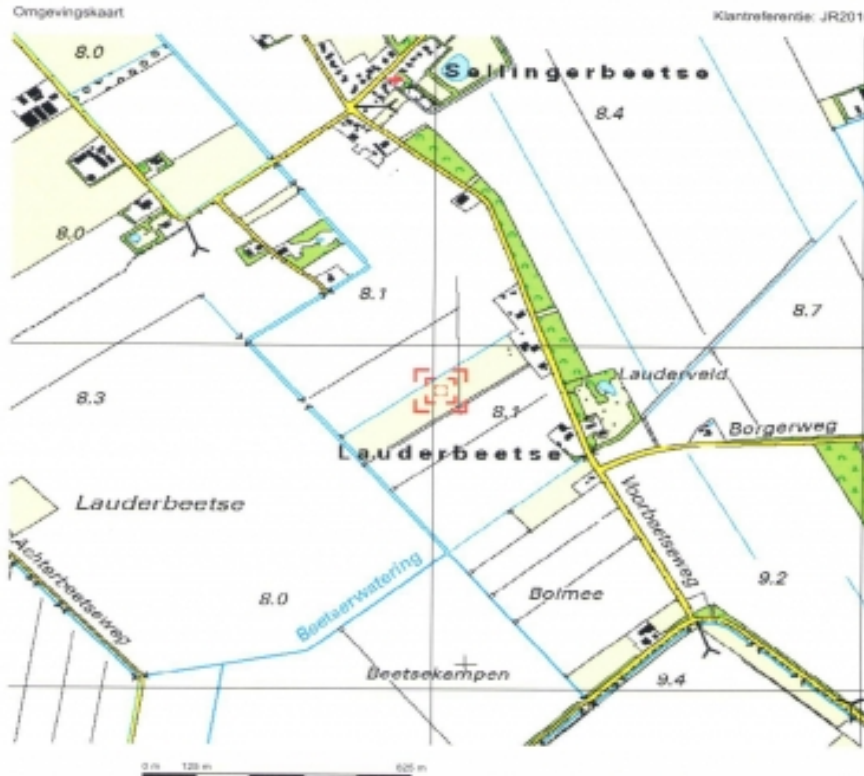 Omgevingskaart
Klantreferentie: JR201
8.0
Sellingerbeetse
8.4
8.0
8.1
8.7
8.3
Lauderveld
8.1
Borgerweg
Lauderbeetse
Lauderbeetse
Voorbeetseweg
Achterbeetseweg
9.2
8.0
Beetserwatering
Bolmee
Beetsekampen
9.4
0 m 125 m 625 m